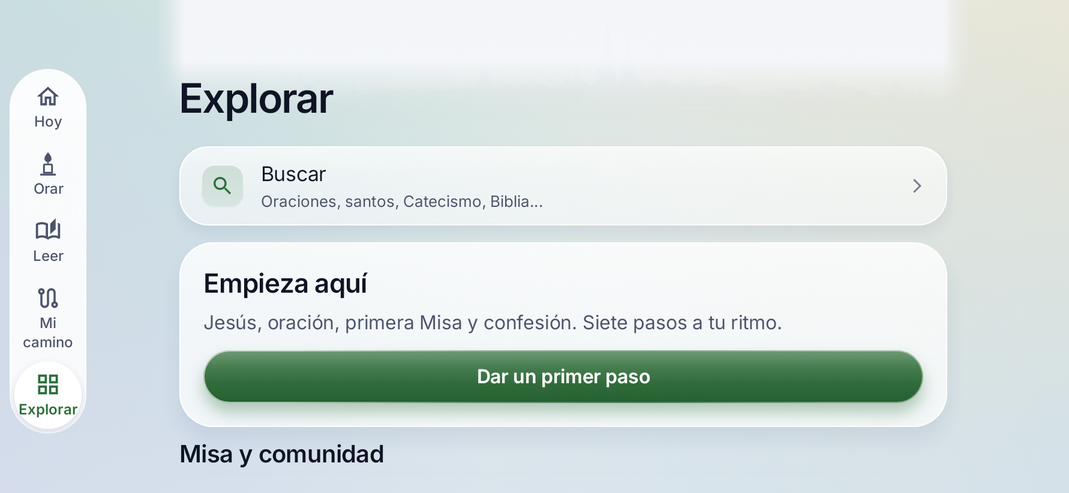 Explorar
Hoy
Orar
Leer
Mi
camino
Explorar
Buscar
Oraciones, santos, Catecismo, Biblia...
Empieza aquí
Jesús, oración, primera Misa y confesión. Siete pasos a tu ritmo.
Dar un primer paso
Misa y comunidad